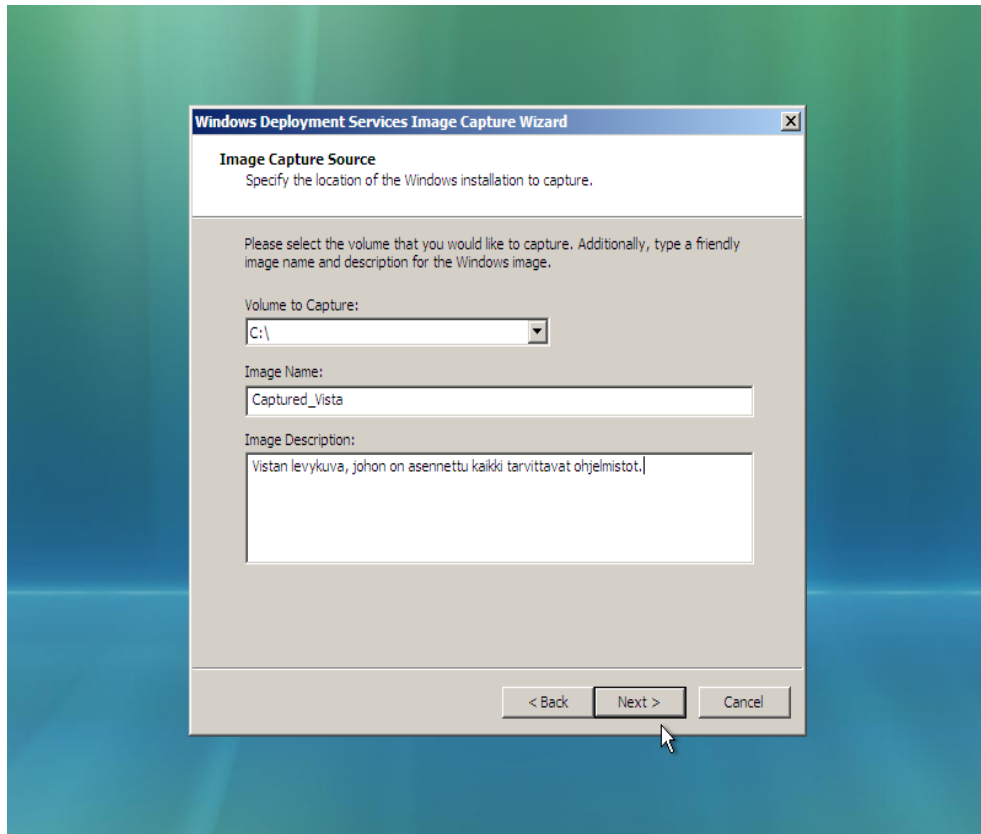 Windows Deployment Services Image Capture Wizard
Image Capture Source
Specify the location of the Windows installation to capture.
Please select the volume that you would like to capture. Additionally, type a friendly
image name and description for the Windows image.
Volume to Capture:
C:\
Image Name:
Captured_Vista
Image Description:
Vistan levykuva, johon on asennettu kaikki tarvittavat ohjelmistot.
< Back Next > Cancel